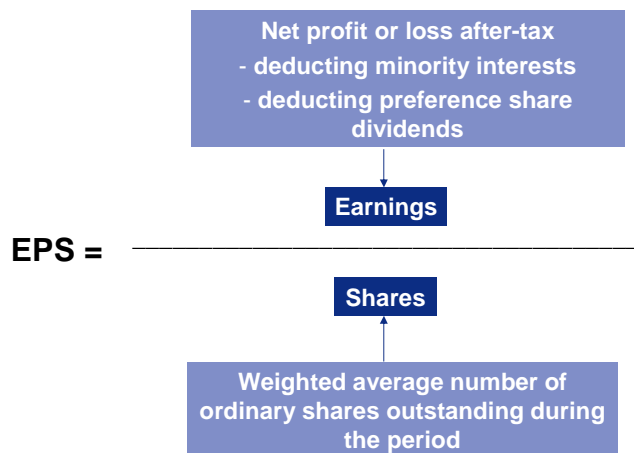 Net profit or loss after-tax
- deducting minority interests
- deducting preference share
dividends
Earnings
EPS =
Shares
Weighted average number of
ordinary shares outstanding during
the period